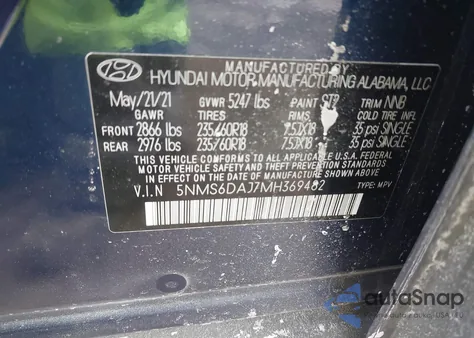 MANUFACTURED BY
HYUNDAI MOTOR MANUFACTURING ALABAMA, LLC
May/21/21 GVWR 5247 lbs PAINT STB TRIM NNB
GAWR TIRES RIMS COLD TIRE INFL
FRONT 2866 lbs 235/60R18 7.5JX18 35 psi SINGLE
REAR 2976 lbs 235/60R18 7.5JX18 35 psi SINGLE
THIS VEHICLE CONFORMS TO ALL APPLICABLE U.S.A. FEDERAL
MOTOR VEHICLE SAFETY AND THEFT PREVENTION
STANDARDS IN EFFECT ON THE
DATE OF MANUFACTURE SHOWN ABOVE.
V.I.N 5NMS6DAJ7MH369482 TYPE: MPV
autoSnap